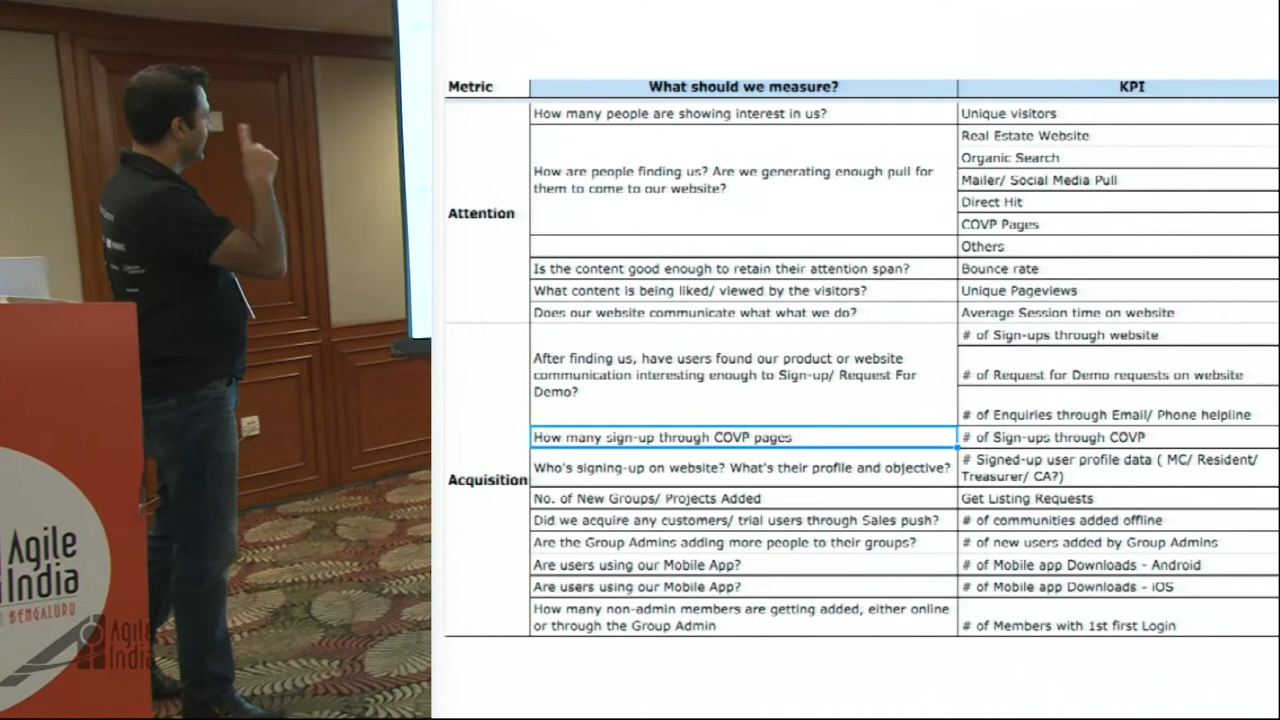 Metric What should we measure? KPI
How many people are showing interest in us? Unique visitors
Real Estate Website
Organic Search
How are people finding us? Are we generating enough pull for
them to come to our website?
Mailer/ Social Media Pull
Direct Hit
Attention
COVP Pages
Others
Is the content good enough to retain their attention span? Bounce rate
What content is being liked/ viewed by the visitors? Unique Pageviews
Does our website communicate what what we do? Average Session time on website
After finding us, have users found our product or website
communication interesting enough to Sign-up/ Request For
Demo?
# of Sign-ups through website
# of Request for Demo requests on website
# of Enquiries through Email/ Phone helpline
How many sign-up through COVP pages # of Sign-ups through COVP
Acquisition
Who's signing-up on website? What's their profile and objective?
# Signed-up user profile data ( MC/ Resident/
Treasurer/ CA?)
No. of New Groups/ Projects Added Get Listing Requests
Did we acquire any customers/ trial users through Sales push? # of communities added offline
Are the Group Admins adding more people to their groups? # of new users added by Group Admins
Are users using our Mobile App? # of Mobile app Downloads - Android
Are users using our Mobile App? # of Mobile app Downloads - iOS
How many non-admin members are getting added, either online
or through the Group Admin
# of Members with 1st first Login
Agile
India
BENGALURU
Agile
India